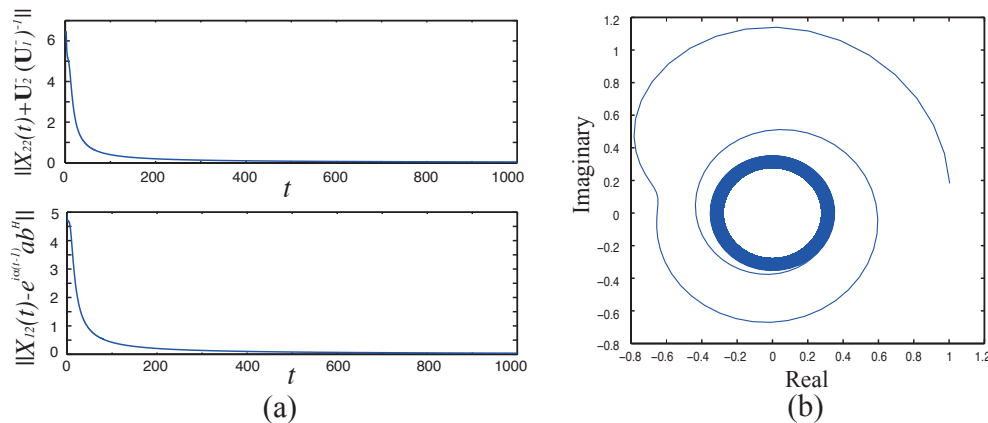 ||X22(t)+U2-(U1-)-1||
6
4
2
0
0 200 400 600 800 1000
t
||X12(t)-eiα(t-1)abH||
5
4
3
2
1
0
0 200 400 600 800 1000
t
(a)
Imaginary
1.2
1
0.8
0.6
0.4
0.2
0
−0.2
−0.4
−0.6
−0.8
−0.8 −0.6 −0.4 −0.2 0 0.2 0.4 0.6 0.8 1 1.2
Real
(b)